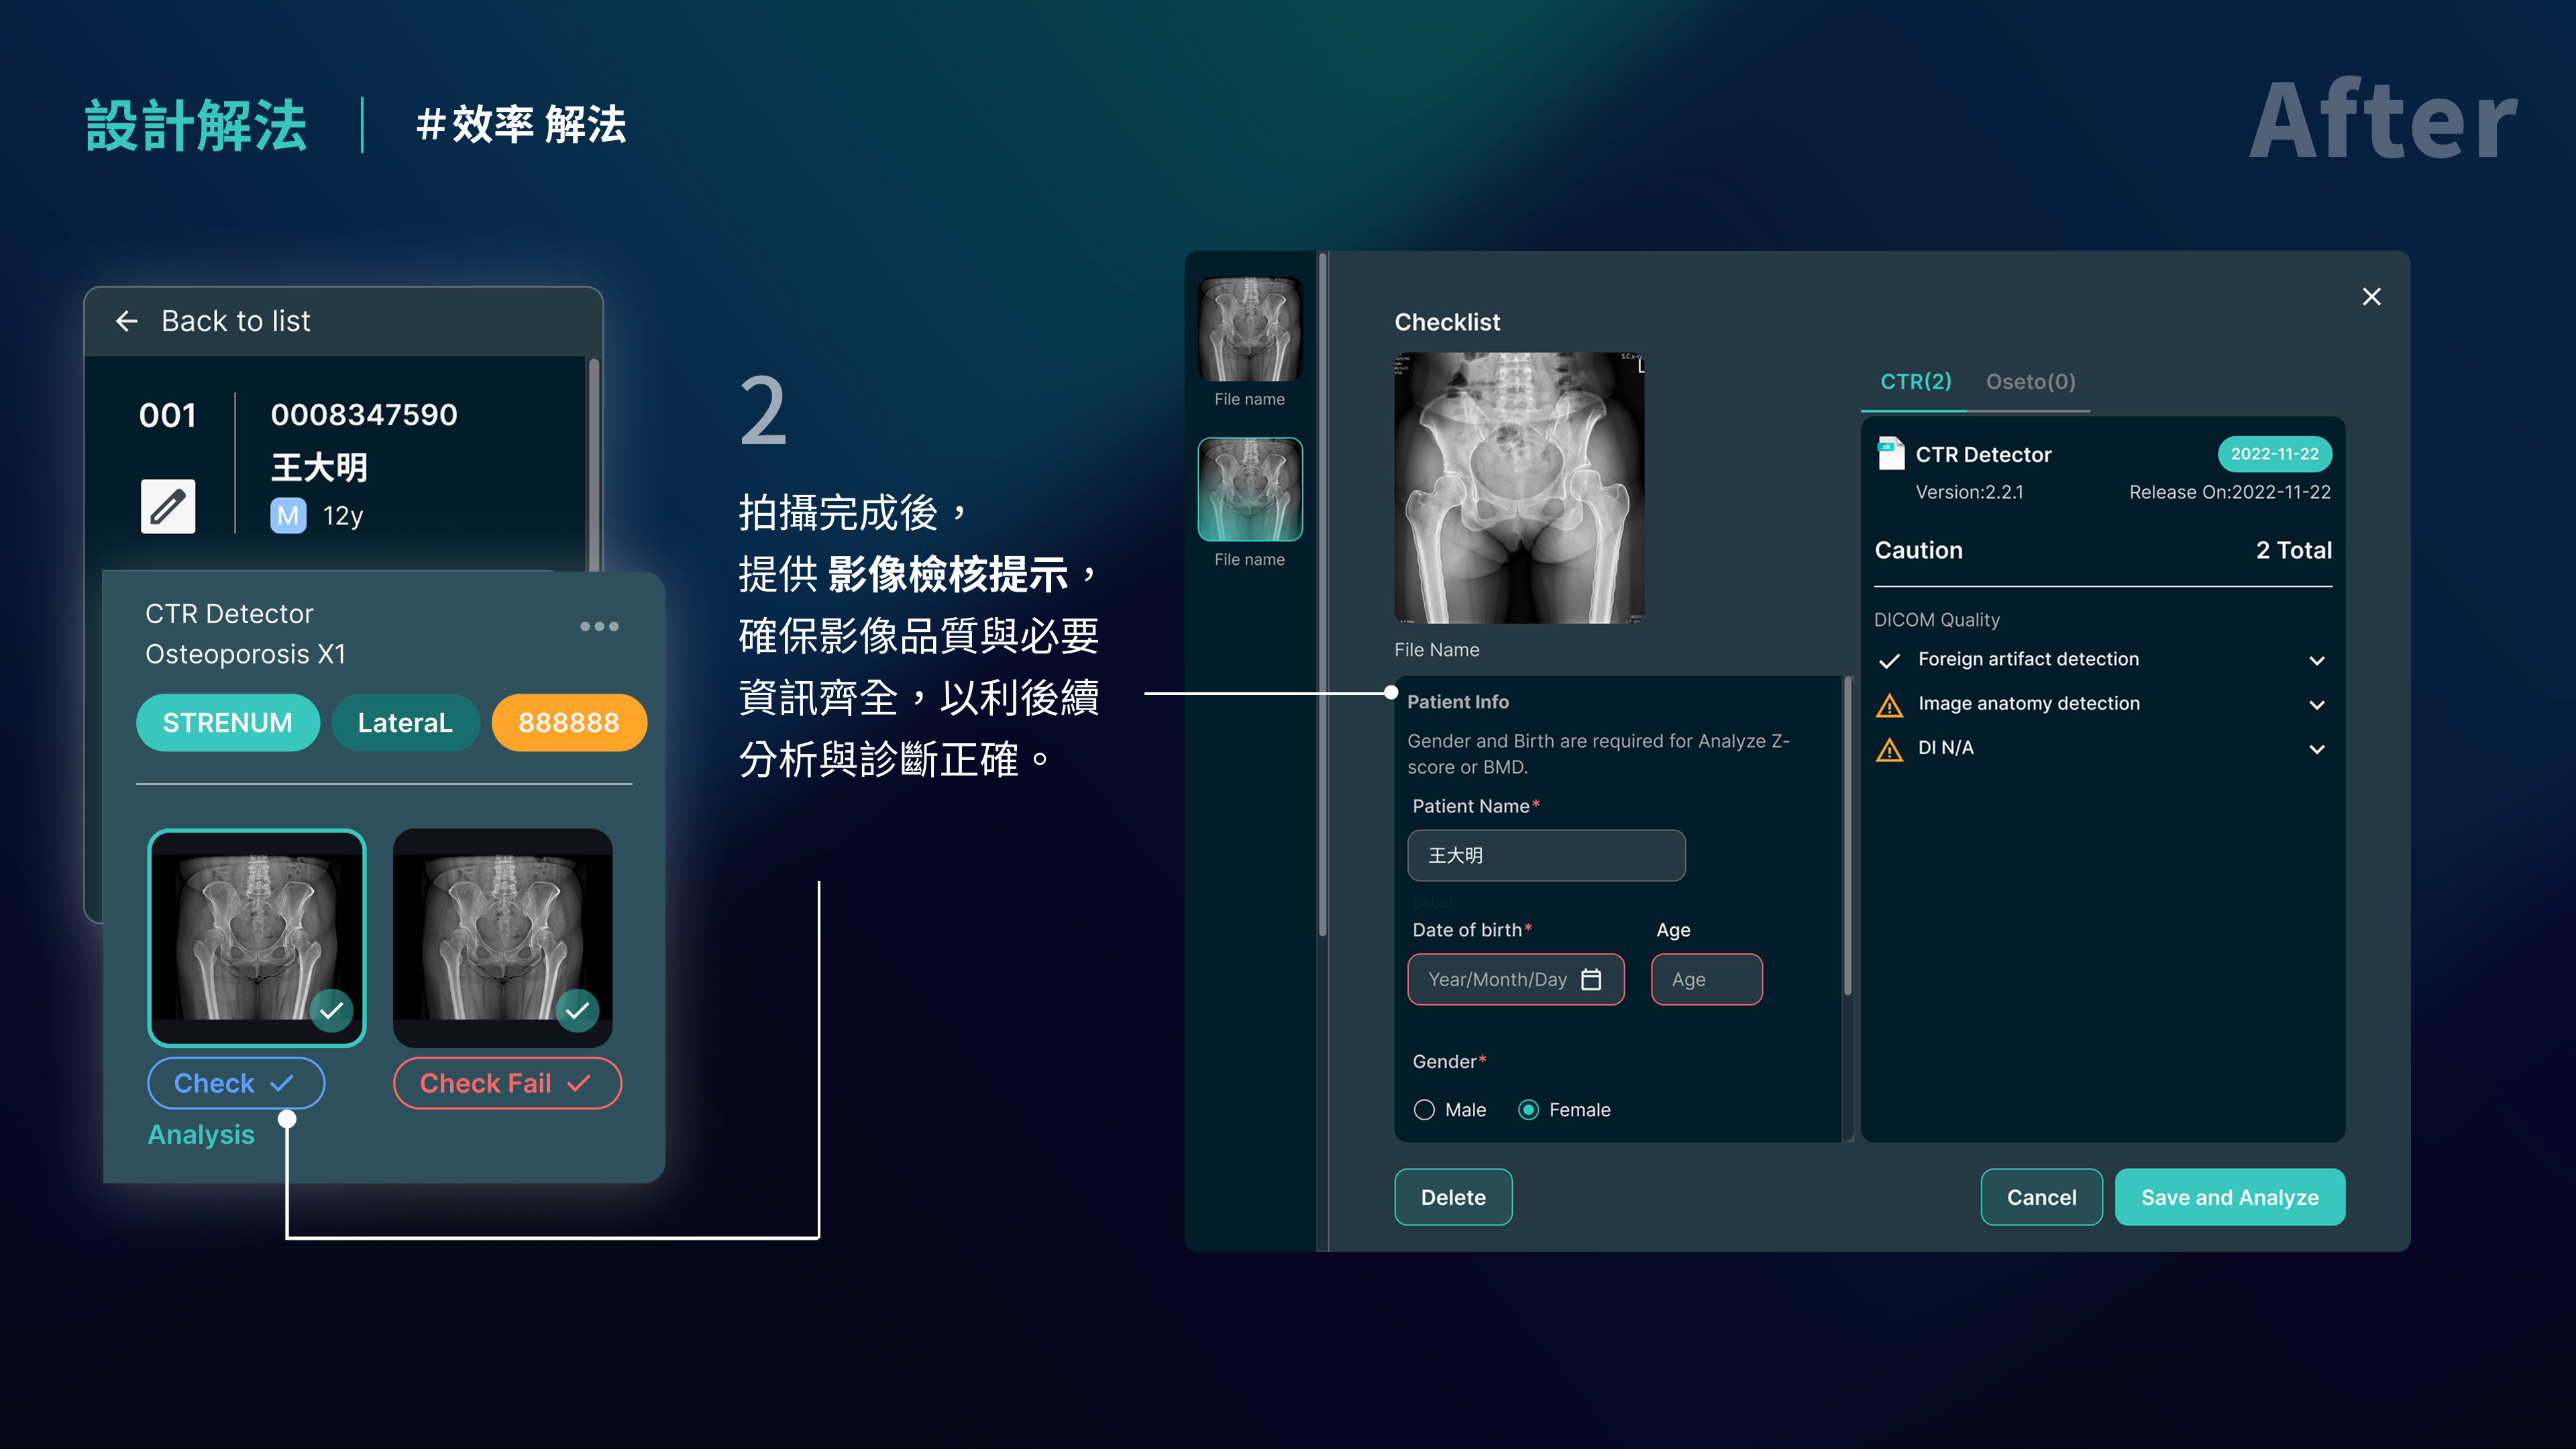 設計解法
#效率 解法
After
Back to list
001
0008347590
王大明
M 12y
CTR Detector
Osteoporosis X1
STRENUM
LateraL
888888
Check
Check Fail
Analysis
2
拍攝完成後，
提供 影像檢核提示，
確保影像品質與必要
資訊齊全，以利後續
分析與診斷正確。
File name
File name
Checklist
L
File Name
Patient Info
Gender and Birth are required for Analyze Z-
score or BMD.
Patient Name*
王大明
Label
Date of birth*
Age
Year/Month/Day
Age
Gender*
Male
Female
Delete
CTR(2)
Oseto(0)
CTR Detector
2022-11-22
Version:2.2.1
Release On:2022-11-22
Caution
2 Total
DICOM Quality
Foreign artifact detection
Image anatomy detection
DI N/A
Cancel
Save and Analyze